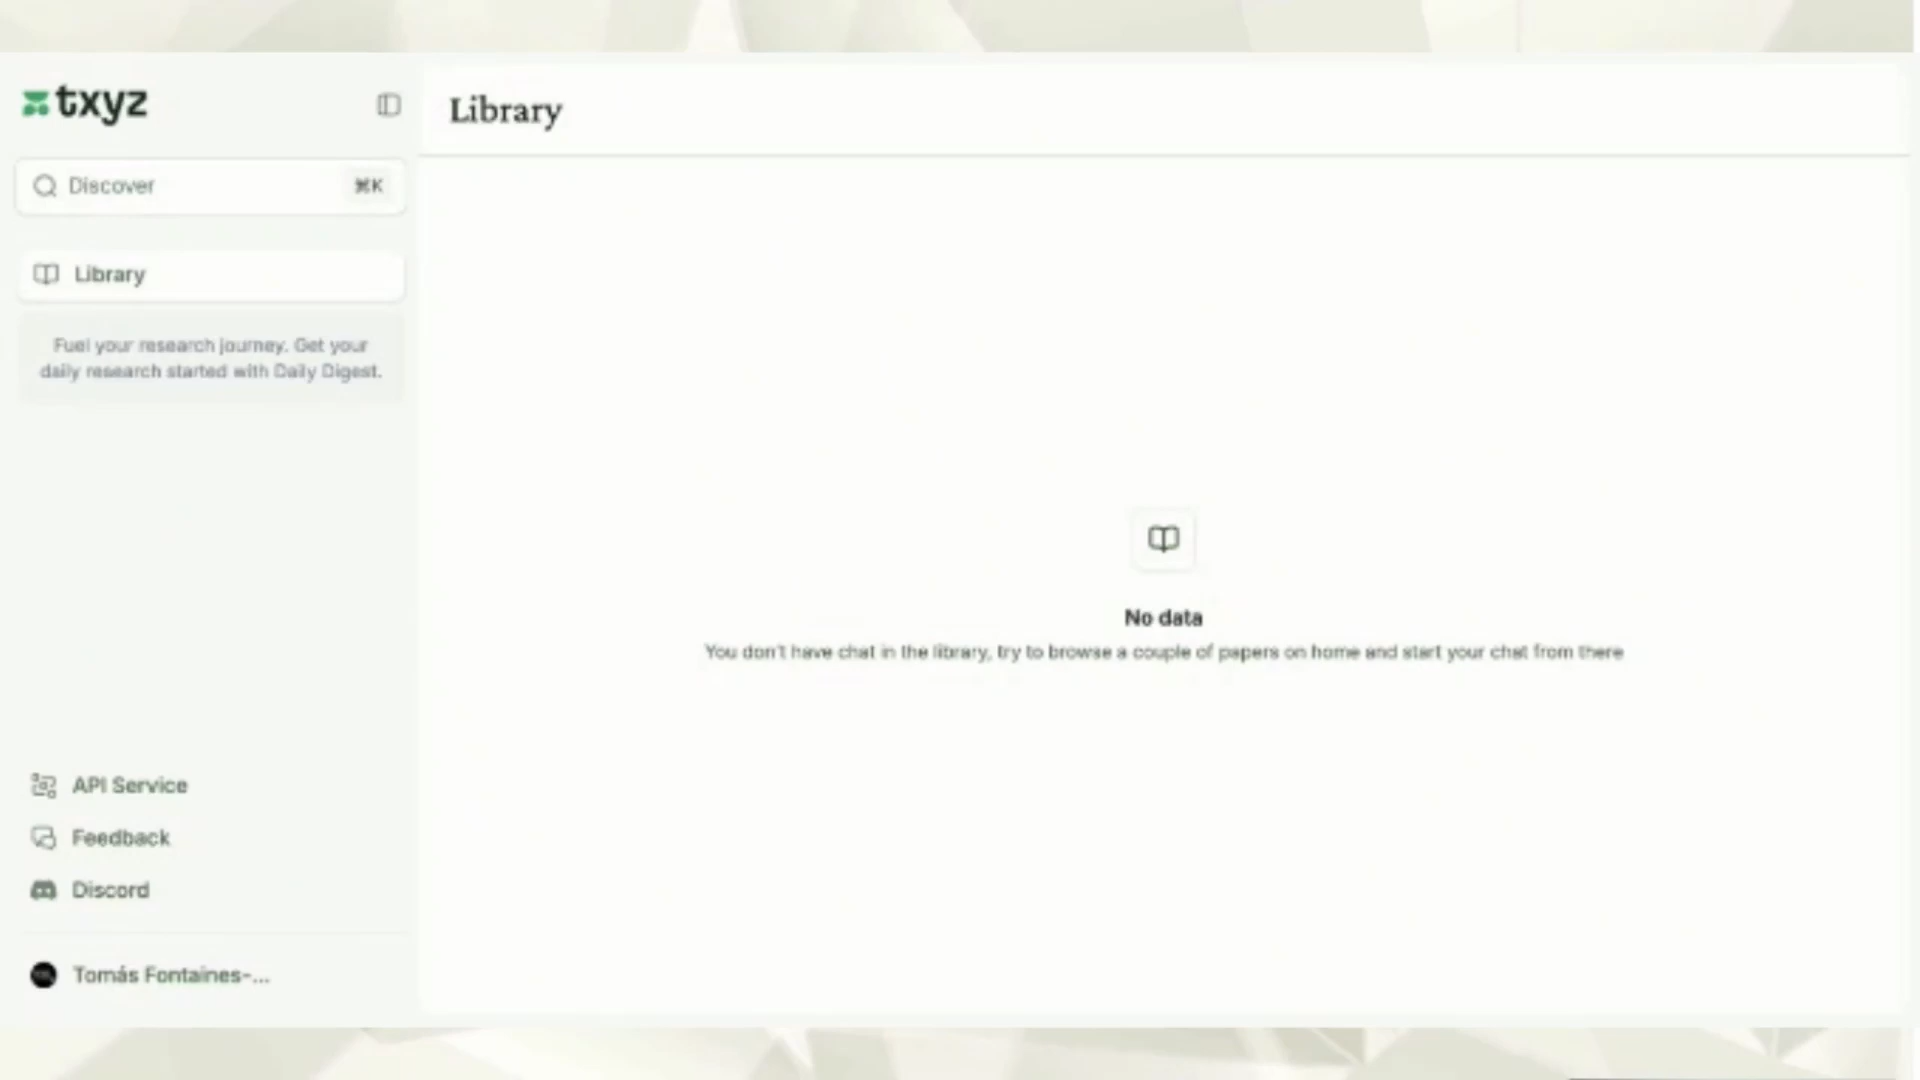 txyz
Library
Discover ⌘K
Library
Fuel your research journey. Get your
daily research started with Daily Digest.
No data
You don't have chat in the library, try to browse a couple of papers on home and start your chat from there
API Service
Feedback
Discord
Tomás Fontaines-...